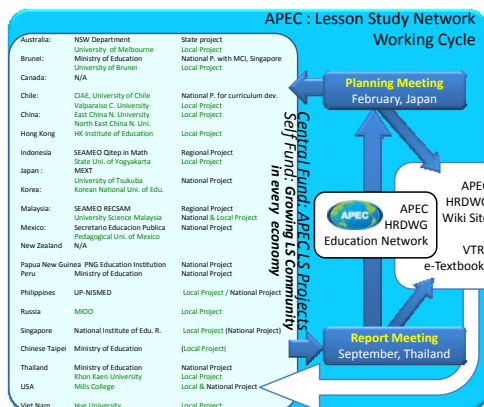 APEC : Lesson Study Network
Working Cycle
Australia: NSW Department State project
University of Melbourne Local Project
Brunei: Ministry of Education National P. with MCI, Singapore
University of Brunei Local Project
Canada: N/A
Chile: CIAE, University of Chile National P. for curriculum dev.
Valparaiso C. University Local Project
China: East China N. University Local Project
North East China N. Uni.
Hong Kong HK Institute of Education Local Project
Indonesia SEAMEO Qitep in Math Regional Project
State Uni. of Yogyakarta Local Project
Japan : MEXT
University of Tsukuba National Project
Korea: Korean National Uni. of Edu.
Malaysia: SEAMEO RECSAM Regional Project
University Science Malaysia National & Local Project
Mexico: Secretario Educacion Publica National Project
Pedagogical Uni. of Mexico
New Zealand N/A
Papua New Guinea PNG Education Institution National Project
Peru Ministry of Education National Project
Philippines UP-NISMED Local Project / National Project
Russia MIOO Local Project
Singapore National Institute of Edu. R. Local Project (National Project)
Chinese Taipei Ministry of Education (Local Project(
Thailand Ministry of Education National Project
Khon Kaen University Local Project
USA Mills College Local & National Project
Viet Nam Hue University Local Project
Central Fund: APEC LS Projects
Self Fund: Growing LS Community
in every economy
Planning Meeting
February, Japan
APEC
APEC
HRDWG
Education Network
APEC
HRDWG
Wiki Site
VTR
e-Textbook
Report Meeting
September, Thailand